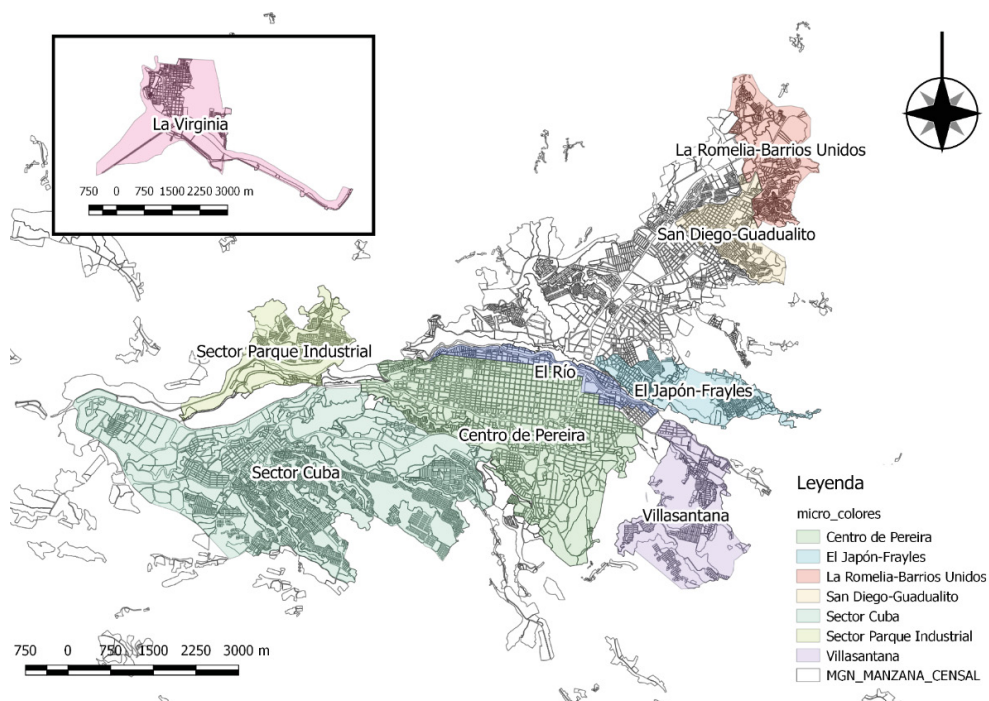 La Virginia
750 0 750 1500 2250 3000 m
La Romelia-Barrios Unidos
San Diego-Guadualito
Sector Parque Industrial
El Río
El Japón-Frayles
Centro de Pereira
Sector Cuba
Villasantana
Leyenda
micro_colores
Centro de Pereira
El Japón-Frayles
La Romelia-Barrios Unidos
San Diego-Guadualito
Sector Cuba
Sector Parque Industrial
Villasantana
MGN_MANZANA_CENSAL
750 0 750 1500 2250 3000 m